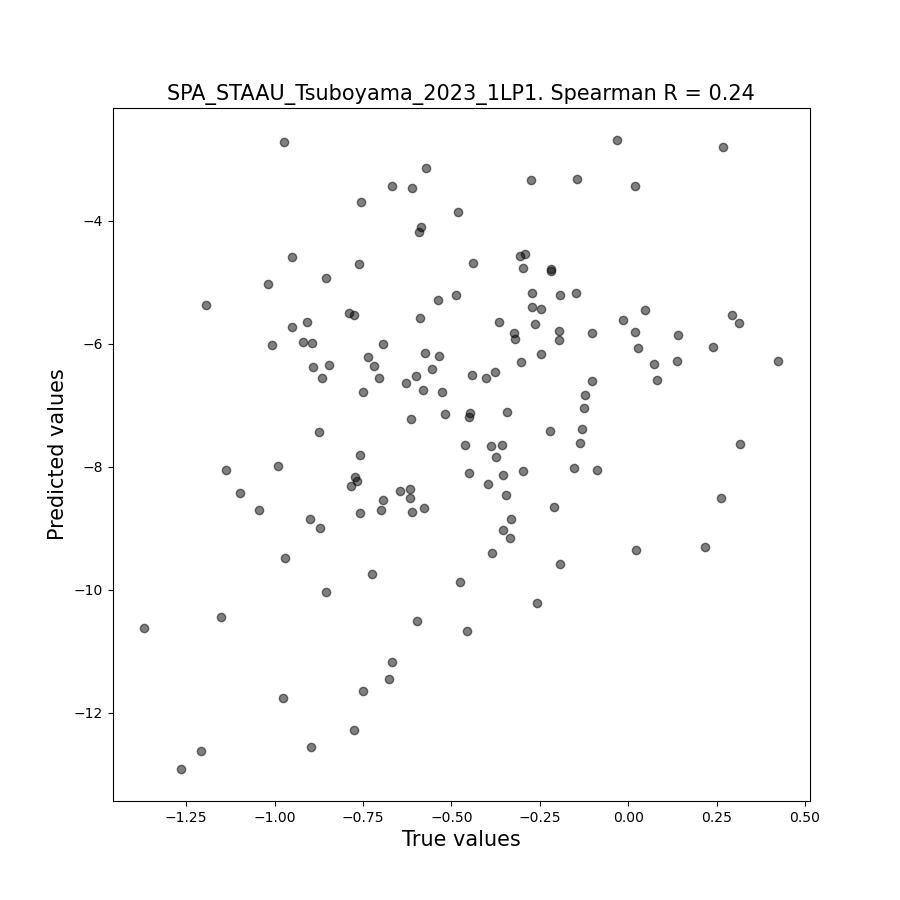 SPA_STAAU_Tsuboyama_2023_1LP1. Spearman R = 0.24
Predicted values
−4
−6
−8
−10
−12
−1.25 −1.00 −0.75 −0.50 −0.25 0.00 0.25 0.50
True values